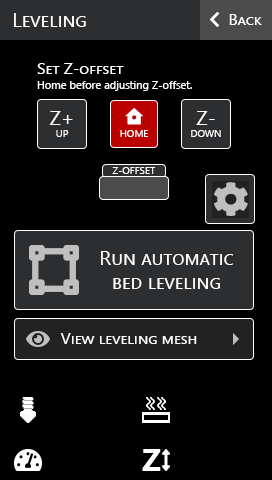 Leveling
Back
Set Z-offset
Home before adjusting Z-offset.
Z+
UP
HOME
Z-
DOWN
Z-OFFSET
Run automatic
bed leveling
View leveling mesh
Z